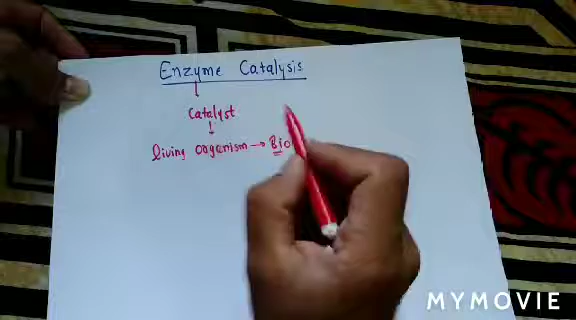 Enzyme Catalysis
Catalyst
↓
living organism → Bio
MYMOVIE